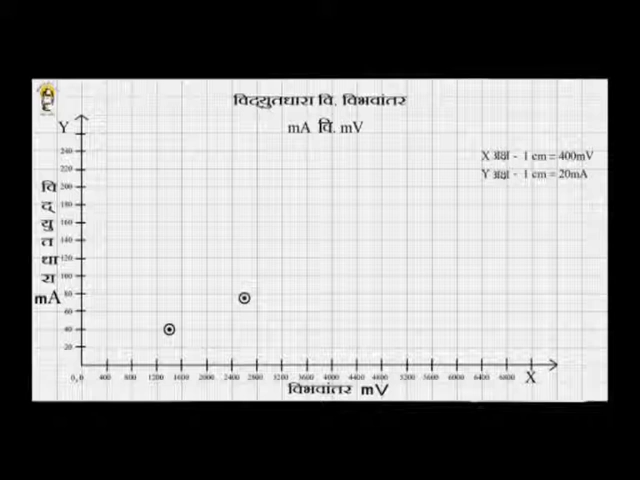 विद्युतधारा वि. विभवांतर
mA वि. mV
X अक्ष - 1 cm = 400mV
Y अक्ष - 1 cm = 20mA
Y
240
220
200
180
160
140
120
100
80
60
40
20
विद्युतधारा
mA
0,0 400 800 1200 1600 2000 2400 2800 3200 3600 4000 4400 4800 5200 5600 6000 6400 6800 X
विभवांतर mV